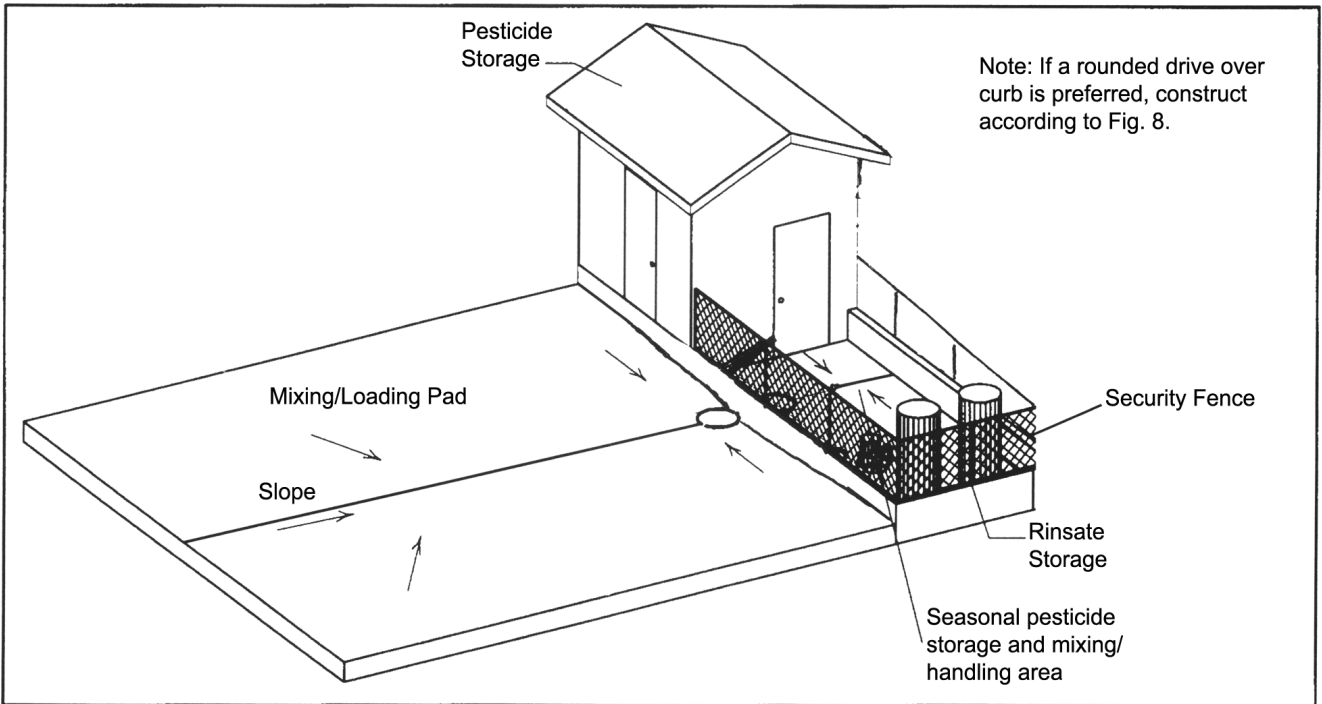 Pesticide
Storage
Note: If a rounded drive over
curb is preferred, construct
according to Fig. 8.
Mixing/Loading Pad
Security Fence
Slope
Rinsate
Storage
Seasonal pesticide
storage and mixing/
handling area